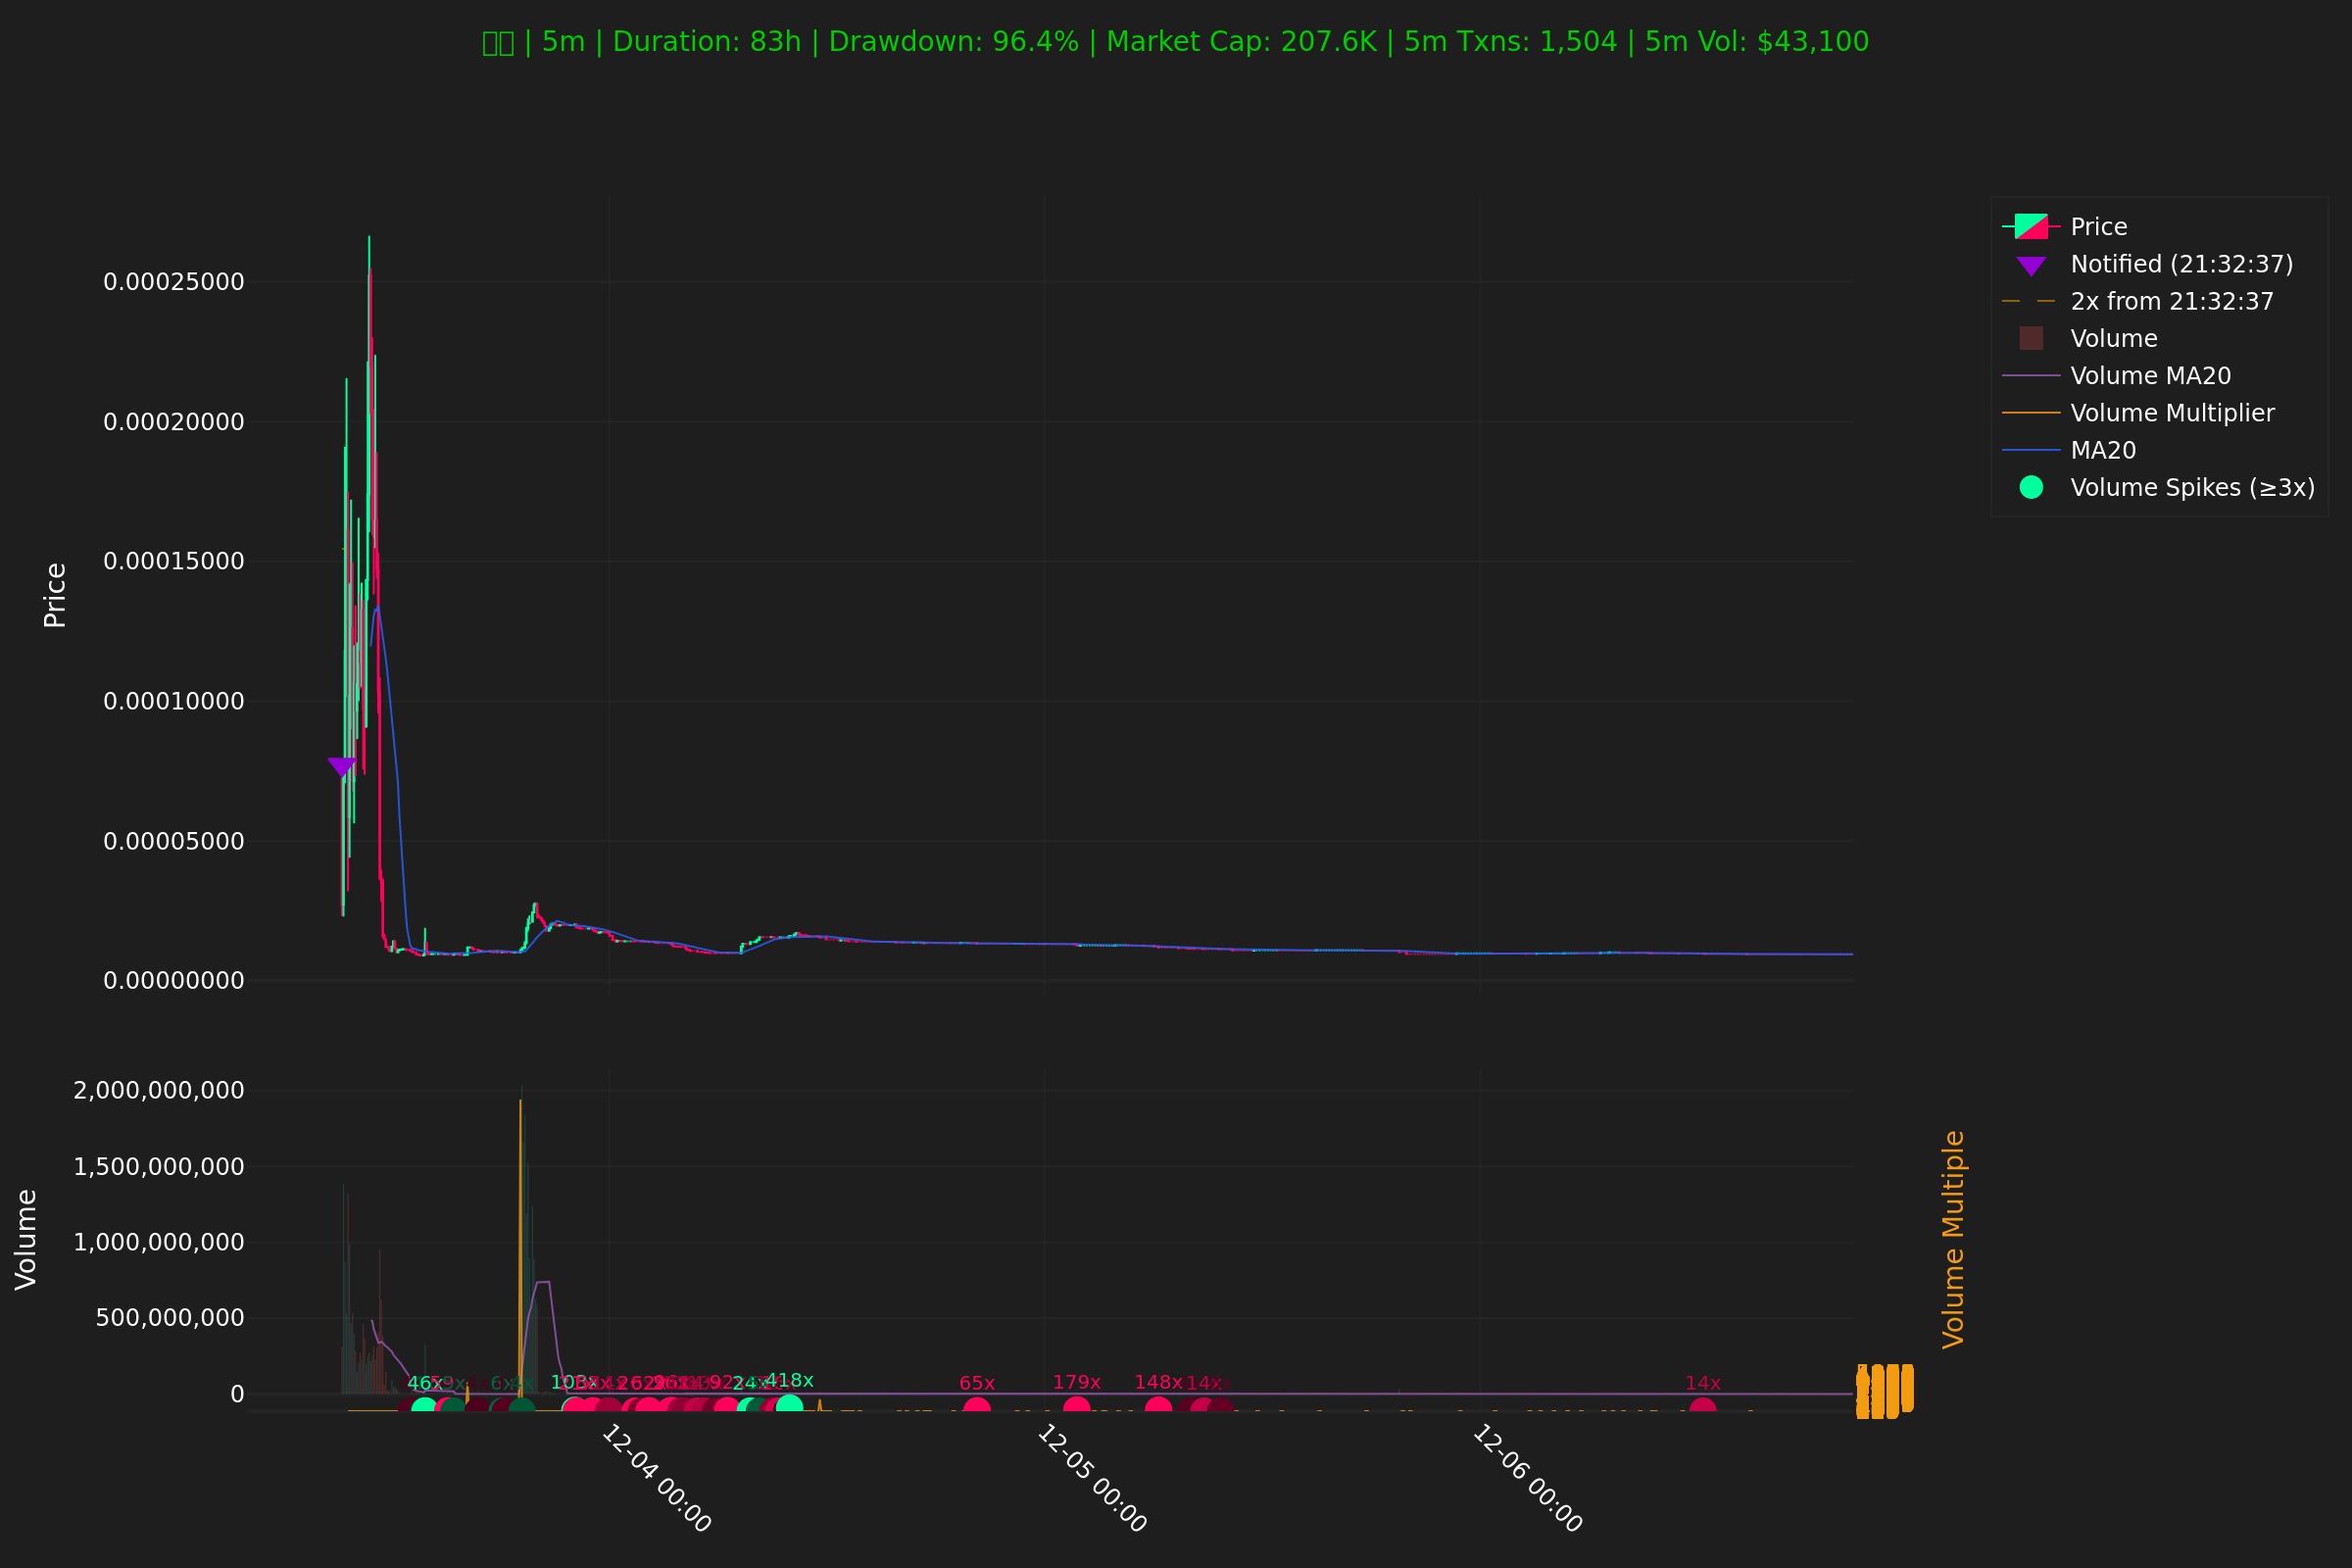 | 5m | Duration: 83h | Drawdown: 96.4% | Market Cap: 207.6K | 5m Txns: 1,504 | 5m Vol: $43,100
Price
0.00025000
0.00020000
0.00015000
0.00010000
0.00005000
0.00000000
Price
Notified (21:32:37)
2x from 21:32:37
Volume
Volume MA20
Volume Multiplier
MA20
Volume Spikes (≥3x)
Volume
2,000,000,000
1,500,000,000
1,000,000,000
500,000,000
0
46x
59x
103x
92x
24x
418x
65x
179x
148x
14x
14x
Volume Multiple
12-04 00:00
12-05 00:00
12-06 00:00